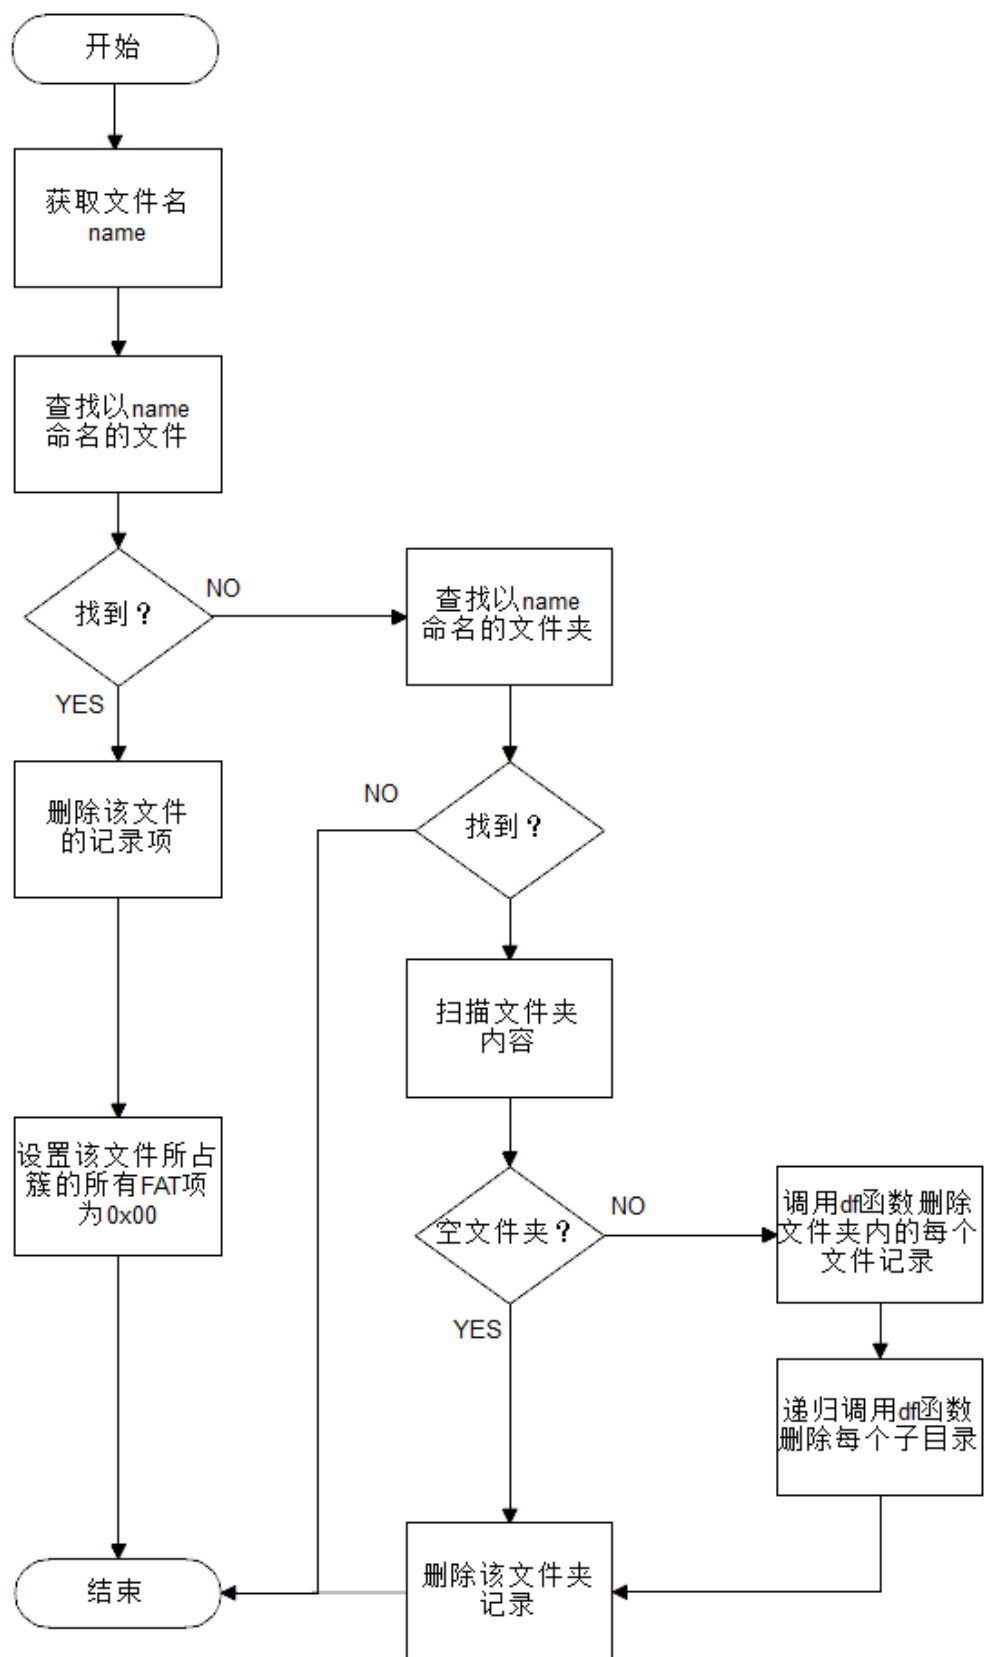 开始
获取文件名
name
查找以name
命名的文件
找到？
NO
YES
查找以name
命名的文件夹
删除该文件
的记录项
NO
找到？
扫描文件夹
内容
设置该文件所占
簇的所有FAT项
为0x00
空文件夹？
NO
YES
调用df函数删除
文件夹内的每个
文件记录
递归调用df函数
删除每个子目录
删除该文件夹
记录
结束